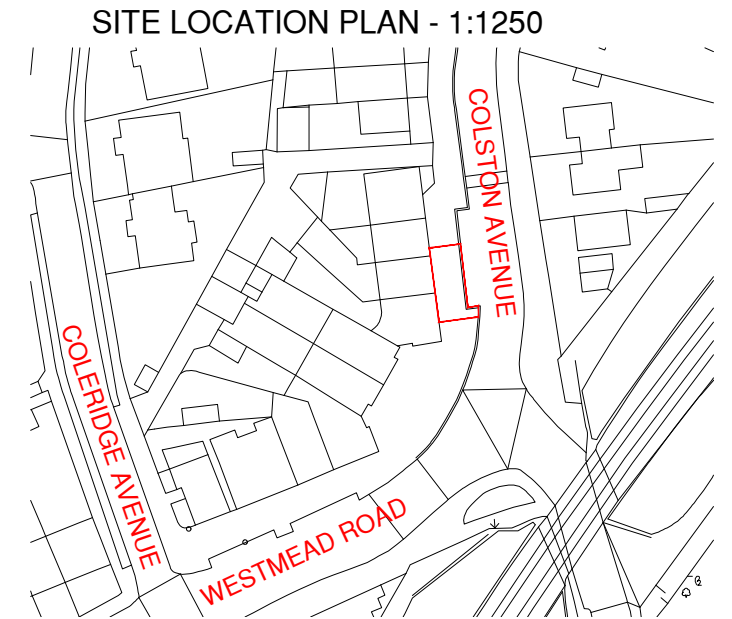 SITE LOCATION PLAN - 1:1250
COLSTON AVENUE
COLERIDGE AVENUE
WESTMEAD ROAD